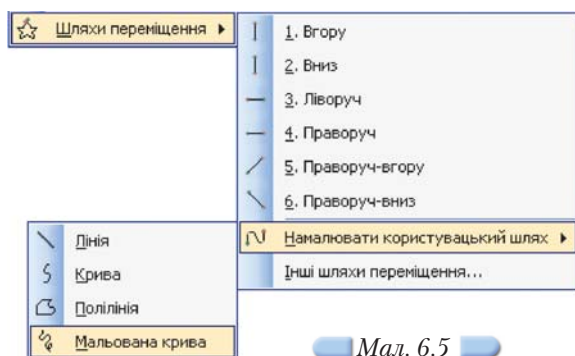 Шляхи переміщення
1. Вгору
2. Вниз
3. Ліворуч
4. Праворуч
5. Праворуч-вгору
6. Праворуч-вниз
Намалювати користувацький шлях
Інші шляхи переміщення...
Лінія
Крива
Полілінія
Мальована крива
Мал. 6.5